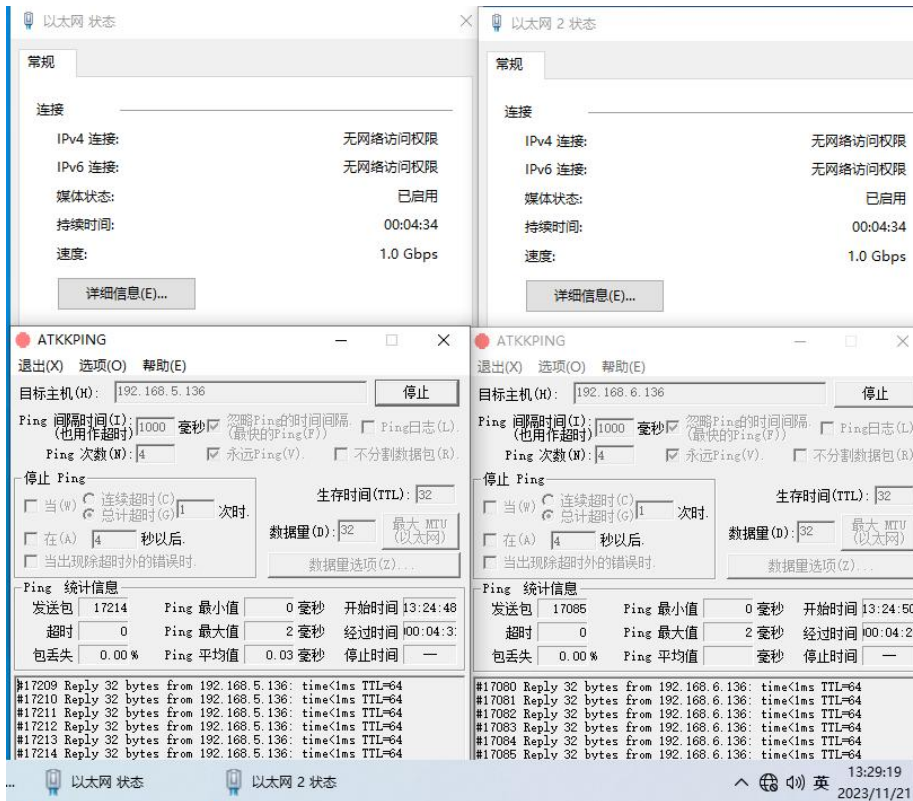 以太网 状态
常规
连接
IPv4 连接: 无网络访问权限
IPv6 连接: 无网络访问权限
媒体状态: 已启用
持续时间: 00:04:34
速度: 1.0 Gbps
详细信息(E)...
以太网 2 状态
常规
连接
IPv4 连接: 无网络访问权限
IPv6 连接: 无网络访问权限
媒体状态: 已启用
持续时间: 00:04:34
速度: 1.0 Gbps
详细信息(E)...
ATKKPING
退出(X) 选项(O) 帮助(E)
目标主机(H): 192.168.5.136 停止
Ping 间隔时间(I): 1000 毫秒 忽略Ping的时间间隔. Ping日志(L).
(也用作超时) (最快的Ping(F))
Ping 次数(N): 4 永远Ping(V). 不分割数据包(R).
停止 Ping
当(W) 连续超时(C) 1 次时. 生存时间(TTL): 32
总计超时(G)
在(A) 4 秒以后. 数据量(D): 32 最大 MTU
(以太网)
当出现除超时外的错误时. 数据量选项(Z)...
Ping 统计信息
发送包 17214 Ping 最小值 0 毫秒 开始时间 13:24:48
超时 0 Ping 最大值 2 毫秒 经过时间 00:04:3
包丢失 0.00 % Ping 平均值 0.03 毫秒 停止时间 —
#17209 Reply 32 bytes from 192.168.5.136: time<1ms TTL=64
#17210 Reply 32 bytes from 192.168.5.136: time<1ms TTL=64
#17211 Reply 32 bytes from 192.168.5.136: time<1ms TTL=64
#17212 Reply 32 bytes from 192.168.5.136: time<1ms TTL=64
#17213 Reply 32 bytes from 192.168.5.136: time<1ms TTL=64
#17214 Reply 32 bytes from 192.168.5.136: time<1ms TTL=64
ATKKPING
退出(X) 选项(O) 帮助(E)
目标主机(H): 192.168.6.136 停止
Ping 间隔时间(I): 1000 毫秒 忽略Ping的时间间隔. Ping日志(L).
(也用作超时) (最快的Ping(F))
Ping 次数(N): 4 永远Ping(V). 不分割数据包(R).
停止 Ping
当(W) 连续超时(C) 1 次时. 生存时间(TTL): 32
总计超时(G)
在(A) 4 秒以后. 数据量(D): 32 最大 MTU
(以太网)
当出现除超时外的错误时. 数据量选项(Z)...
Ping 统计信息
发送包 17085 Ping 最小值 0 毫秒 开始时间 13:24:50
超时 0 Ping 最大值 2 毫秒 经过时间 00:04:2
包丢失 0.00 % Ping 平均值 毫秒 停止时间 —
#17080 Reply 32 bytes from 192.168.6.136: time<1ms TTL=64
#17081 Reply 32 bytes from 192.168.6.136: time<1ms TTL=64
#17082 Reply 32 bytes from 192.168.6.136: time<1ms TTL=64
#17083 Reply 32 bytes from 192.168.6.136: time<1ms TTL=64
#17084 Reply 32 bytes from 192.168.6.136: time<1ms TTL=64
#17085 Reply 32 bytes from 192.168.6.136: time<1ms TTL=64
... 以太网 状态 以太网 2 状态 英 13:29:19
2023/11/21